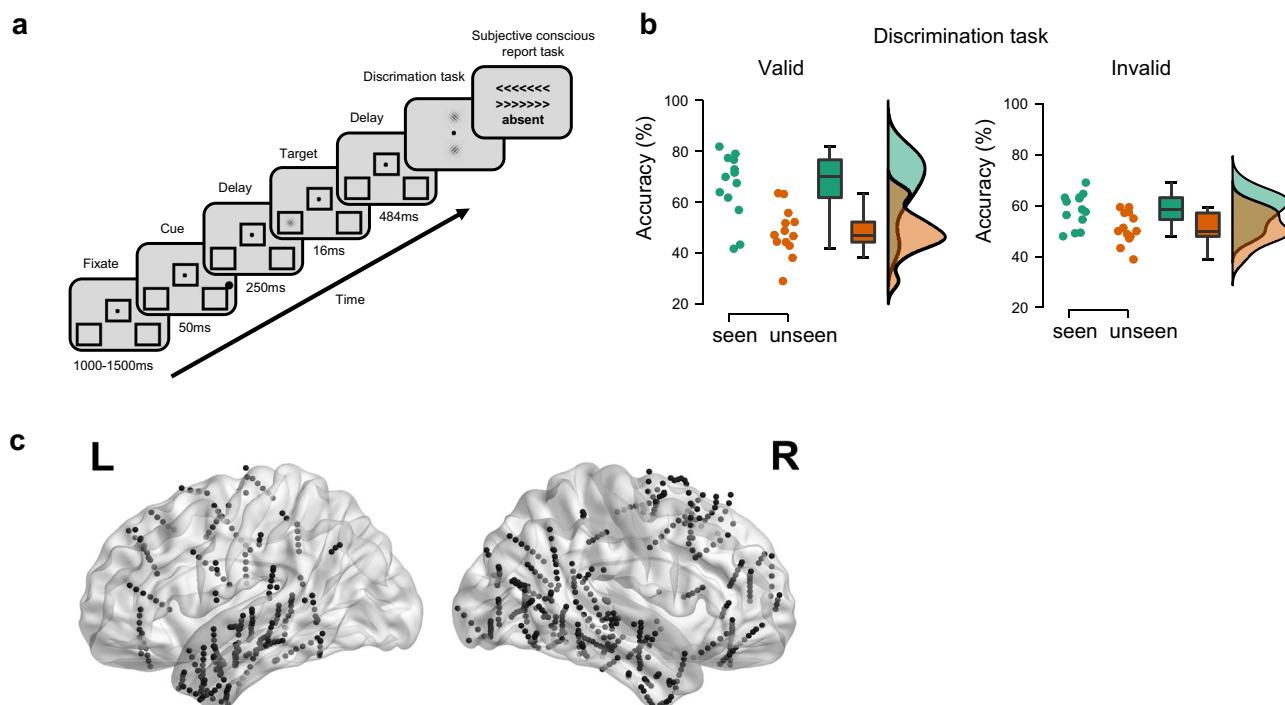 a
Subjective conscious
report task
<<<<<<<
>>>>>>>
absent
Discrimation task
Delay
Target
484ms
Delay
16ms
Cue
250ms
Fixate
50ms
1000-1500ms
Time
b
Discrimination task
Valid
Accuracy (%)
100
80
60
40
20
seen
unseen
Invalid
Accuracy (%)
100
80
60
40
20
seen
unseen
c
L
R